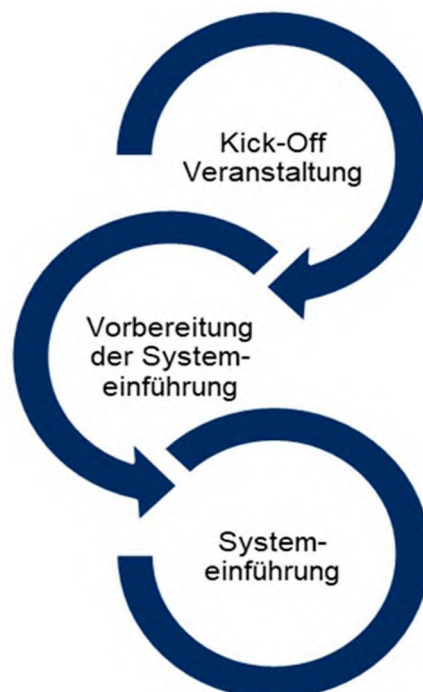 Kick-Off
Veranstaltung
Vorbereitung
der System-
einführung
System-
einführung